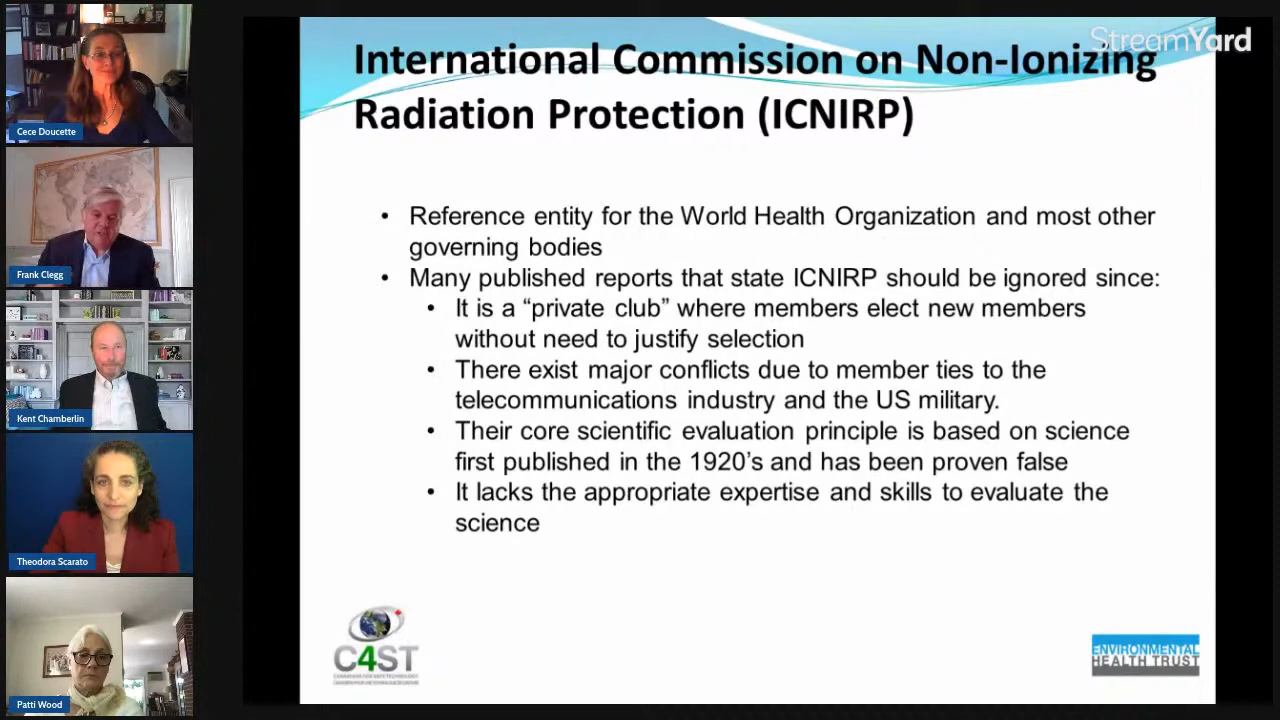 StreamYard
International Commission on Non-Ionizing
Radiation Protection (ICNIRP)
• Reference entity for the World Health Organization and most other
governing bodies
• Many published reports that state ICNIRP should be ignored since:
• It is a “private club” where members elect new members
without need to justify selection
• There exist major conflicts due to member ties to the
telecommunications industry and the US military.
• Their core scientific evaluation principle is based on science
first published in the 1920’s and has been proven false
• It lacks the appropriate expertise and skills to evaluate the
science
C4ST
CANADIANS FOR SAFE TECHNOLOGY
ENVIRONMENTAL
HEALTH TRUST
Cece Doucette
Frank Clegg
Kent Chamberlin
Theodora Scarato
Patti Wood